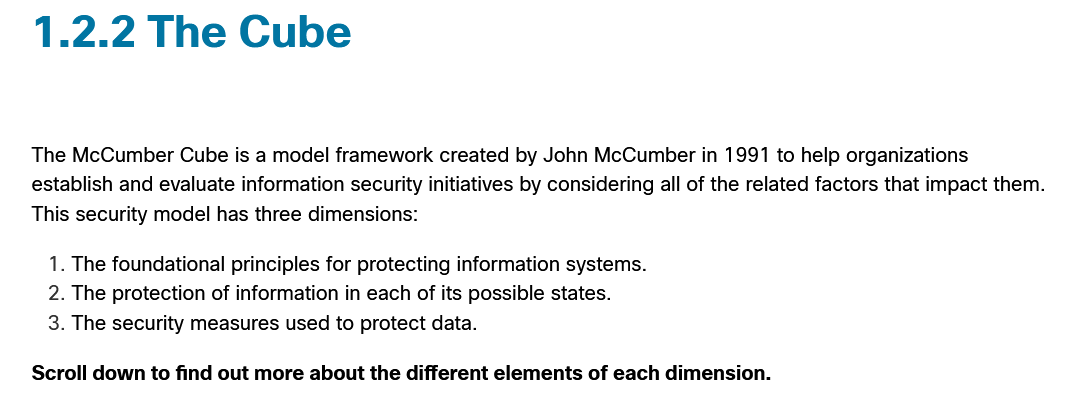 1.2.2 The Cube
The McCumber Cube is a model framework created by John McCumber in 1991 to help organizations
establish and evaluate information security initiatives by considering all of the related factors that impact them.
This security model has three dimensions:
1. The foundational principles for protecting information systems.
2. The protection of information in each of its possible states.
3. The security measures used to protect data.
Scroll down to find out more about the different elements of each dimension.